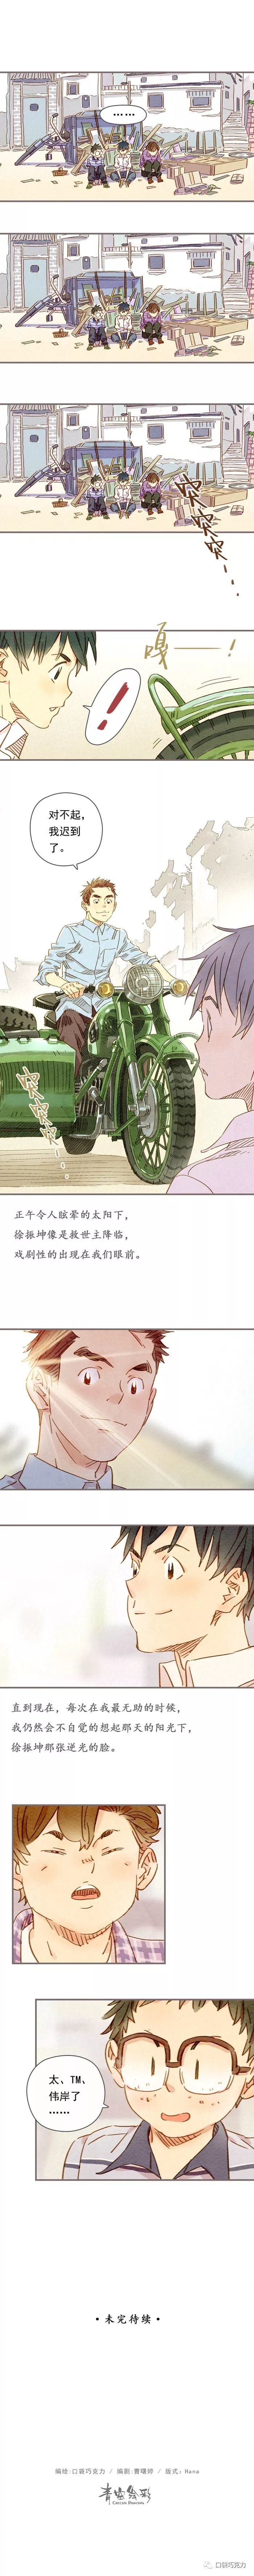 ……
突
突
突
嘎——！
！
对不起，
我迟到
了。
突
突
突
正午令人眩晕的太阳下，
徐振坤像是救世主降临，
戏剧性的出现在我们眼前。
直到现在，每次在我最无助的时候，
我仍然会不自觉的想起那天的阳光下，
徐振坤那张逆光的脸。
太、TM、
伟岸了
……
·未完待续·
编绘：口袋巧克力 / 编剧：曹曙婷 / 版式：Hana
口袋巧克力